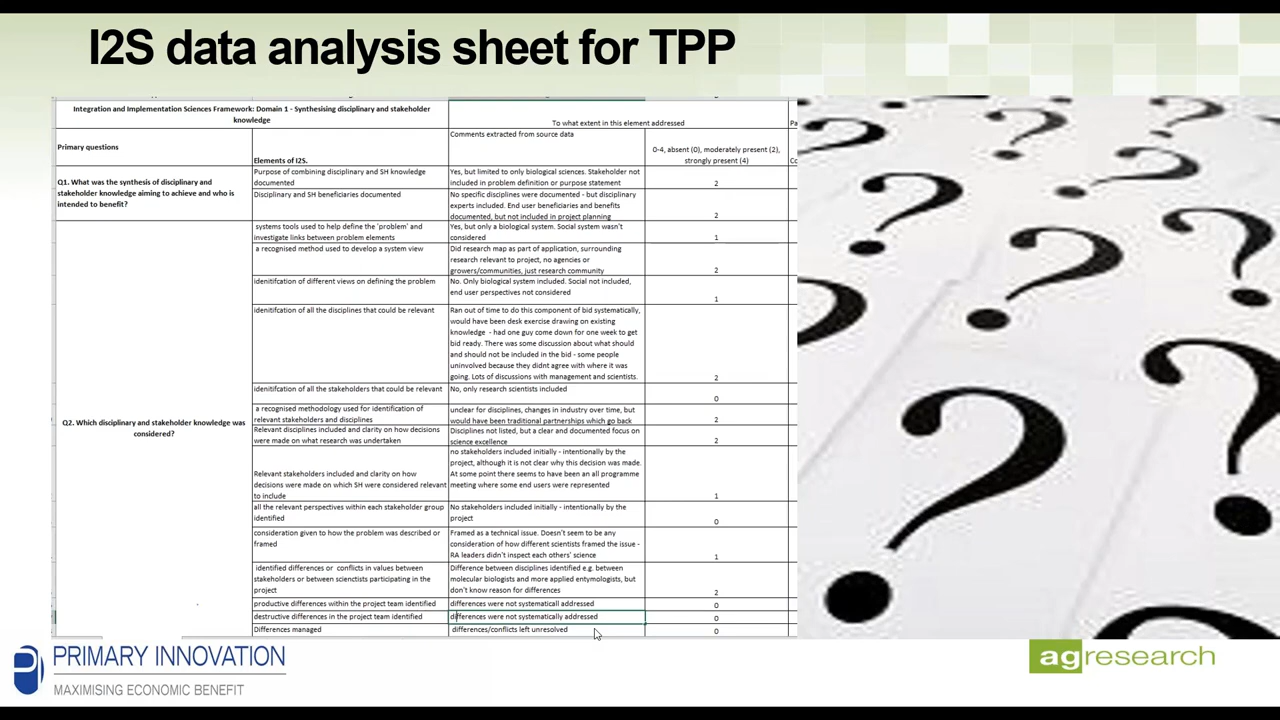 I2S data analysis sheet for TPP
Integration and Implementation Sciences Framework: Domain 1 - Synthesising disciplinary and stakeholder
knowledge
To what extent in this element addressed
Pa
Primary questions
Elements of I2S.
Comments extracted from source data
0-4, absent (0), moderately present (2),
strongly present (4)
Co
Q1. What was the synthesis of disciplinary and
stakeholder knowledge aiming to achieve and who is
intended to benefit?
Purpose of combining disciplinary and SH knowledge
documented
Yes, but limited to only biological sciences. Stakeholder not
included in problem definition or purpose statement
2
Disciplinary and SH beneficiaries documented
No specific disciplines were documented - but disciplinary
experts included. End user beneficiaries and benefits
documented, but not included in project planning
2
Q2. Which disciplinary and stakeholder knowledge was
considered?
systems tools used to help define the 'problem' and
investigate links between problem elements
Yes, but only a biological system. Social system wasn't
considered
1
a recognised method used to develop a system view
Did research map as part of application, surrounding
research relevant to project, no agencies or
growers/communities, just research community
2
idenitifcation of different views on defining the problem
No. Only biological system included. Social not included,
end user perspectives not considered
1
idenitifcation of all the disciplines that could be relevant
Ran out of time to do this component of bid systematically,
would have been desk exercise drawing on existing
knowledge - had one guy come down for one week to get
bid ready. There was some discussion about what should
and should not be included in the bid - some people
uninvolved because they didnt agree with where it was
going. Lots of discussions with management and scientists.
2
idenitifcation of all the stakeholders that could be relevant
No, only research scientists included
0
a recognised methodology used for identification of
relevant stakeholders and disciplines
unclear for disciplines, changes in industry over time, but
would have been traditional partnerships which go back
2
Relevant disciplines included and clarity on how decisions
were made on what research was undertaken
Disciplines not listed, but a clear and documented focus on
science excellence
2
Relevant stakeholders included and clarity on how
decisions were made on which SH were considered relevant
to include
no stakeholders included initially - intentionally by the
project, although it is not clear why this decision was made.
At some point there seems to have been an all programme
meeting where some end users were represented
1
all the relevant perspectives within each stakeholder group
identified
No stakeholders included initially - intentionally by the
project
0
consideration given to how the problem was described or
framed
Framed as a technical issue. Doesn't seem to be any
consideration of how different scientists framed the issue -
RA leaders didn't inspect each others' science
1
identified differences or conflicts in values between
stakeholders or between scienctists participating in the
project
Difference between disciplines identified e.g. between
molecular biologists and more applied entymologists, but
don't know reason for differences
2
productive differences within the project team identified
differences were not systematicall addressed
0
destructive differences in the project team identified
differences were not systematically addressed
0
Differences managed
differences/conflicts left unresolved
0
PRIMARY INNOVATION
MAXIMISING ECONOMIC BENEFIT
agresearch